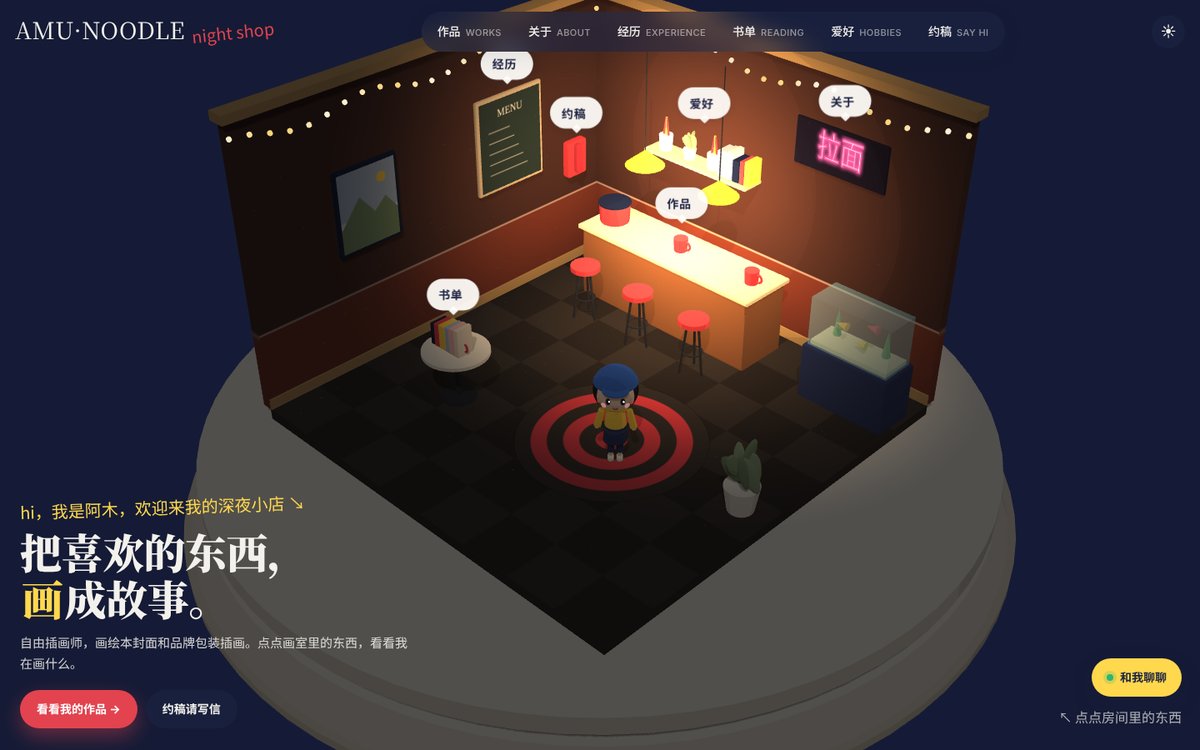 AMU·NOODLE night shop
作品 WORKS 关于 ABOUT 经历 EXPERIENCE 书单 READING 爱好 HOBBIES 约稿 SAY HI
经历
MENU
约稿
爱好
关于
拉面
作品
书单
hi，我是阿木，欢迎来我的深夜小店 ↘
把喜欢的东西，
画成故事。
自由插画师，画绘本封面和品牌包装插画。点点画室里的东西，看看我
在画什么。
看看我的作品 →
约稿请写信
和我聊聊
↖ 点点房间里的东西